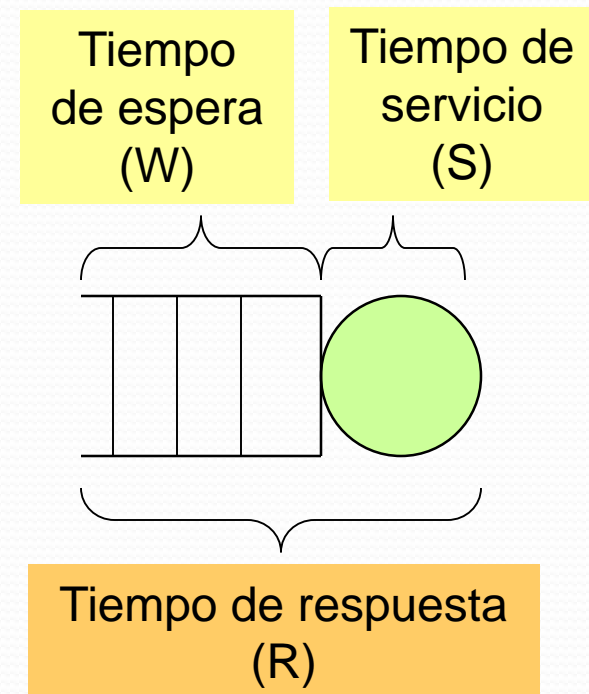 Tiempo
de espera
(W)
Tiempo de
servicio
(S)
Tiempo de respuesta
(R)